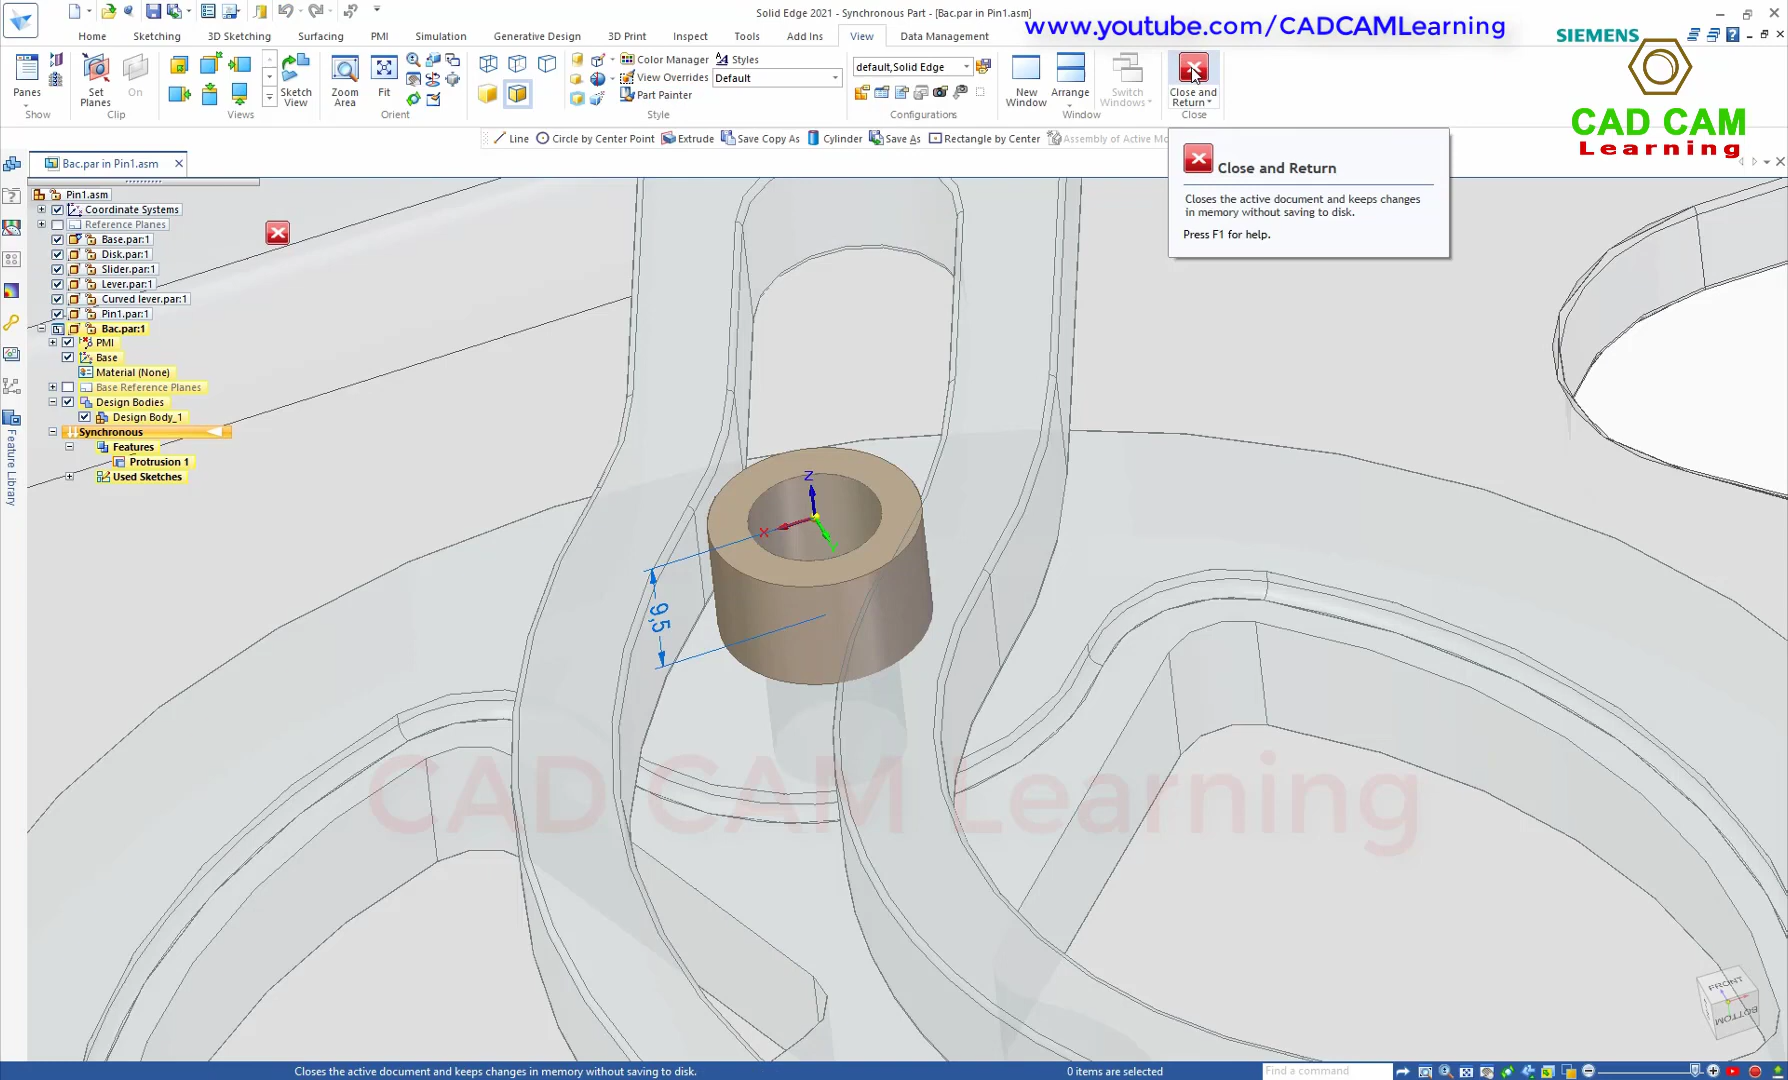 Solid Edge 2021 - Synchronous Part - [Bac.par in Pin1.asm]
www.youtube.com/CADCAMLearning
Home Sketching 3D Sketching Surfacing PMI Simulation Generative Design 3D Print Inspect Tools Add Ins View Data Management
SIEMENS
CAD CAM
Learning
Panes
Set Planes
On
Sketch View
Zoom Area
Fit
Color Manager
Styles
View Overrides
Default
Part Painter
default,Solid Edge
New Window
Arrange
Switch Windows
Close and Return
Show Clip Views Orient Style Configurations Window Close
Line Circle by Center Point Extrude Save Copy As Cylinder Save As Rectangle by Center Assembly of Active Mo
Bac.par in Pin1.asm
Close and Return
Closes the active document and keeps changes
in memory without saving to disk.
Press F1 for help.
Pin1.asm
Coordinate Systems
Reference Planes
Base.par:1
Disk.par:1
Slider.par:1
Lever.par:1
Curved lever.par:1
Pin1.par:1
Bac.par:1
PMI
Base
Material (None)
Base Reference Planes
Design Bodies
Design Body_1
Synchronous
Features
Protrusion 1
Used Sketches
Feature Library
Z
X
9,5
CAD CAM Learning
FRONT
BOTTOM
Closes the active document and keeps changes in memory without saving to disk.
0 items are selected
Find a command